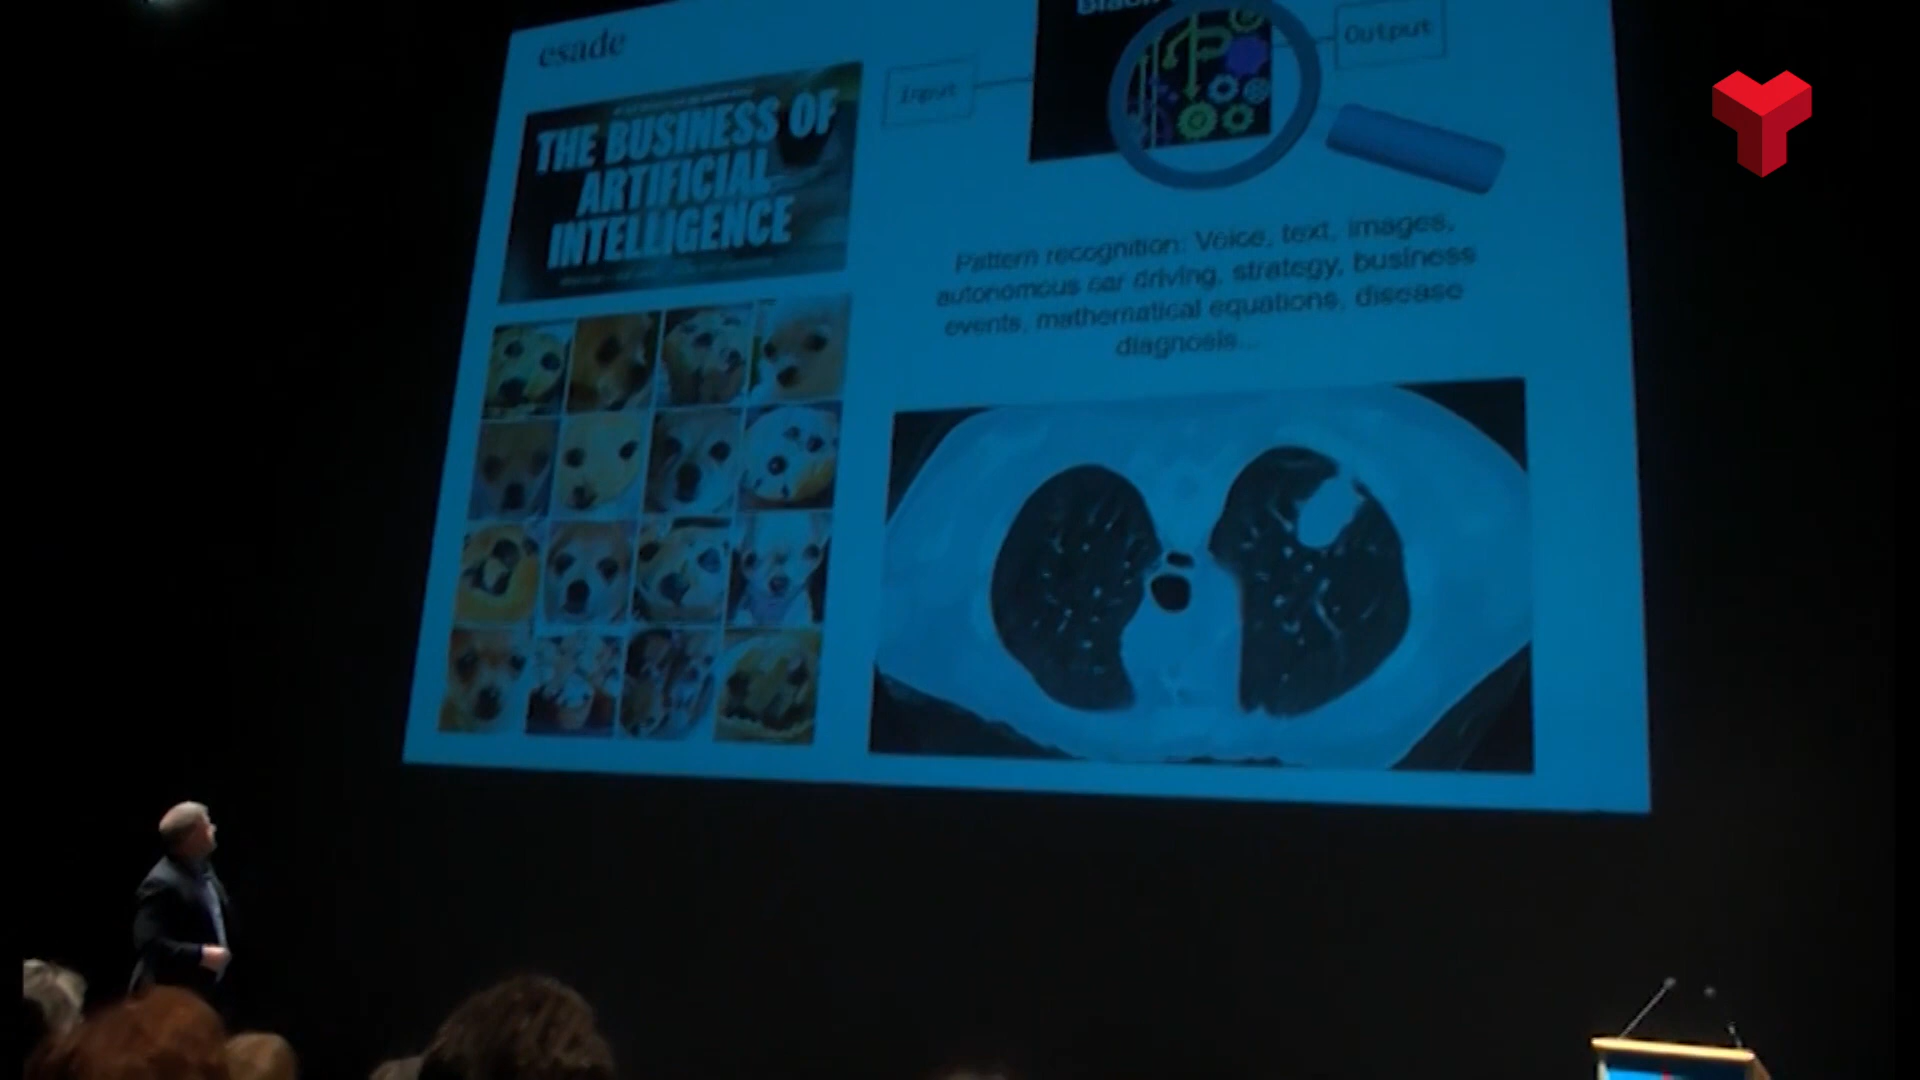 esade
THE BUSINESS OF
ARTIFICIAL
INTELLIGENCE
Input
Output
Pattern recognition: Voice, text, images,
autonomous car driving, strategy, business
events, mathematical equations, disease
diagnosis...